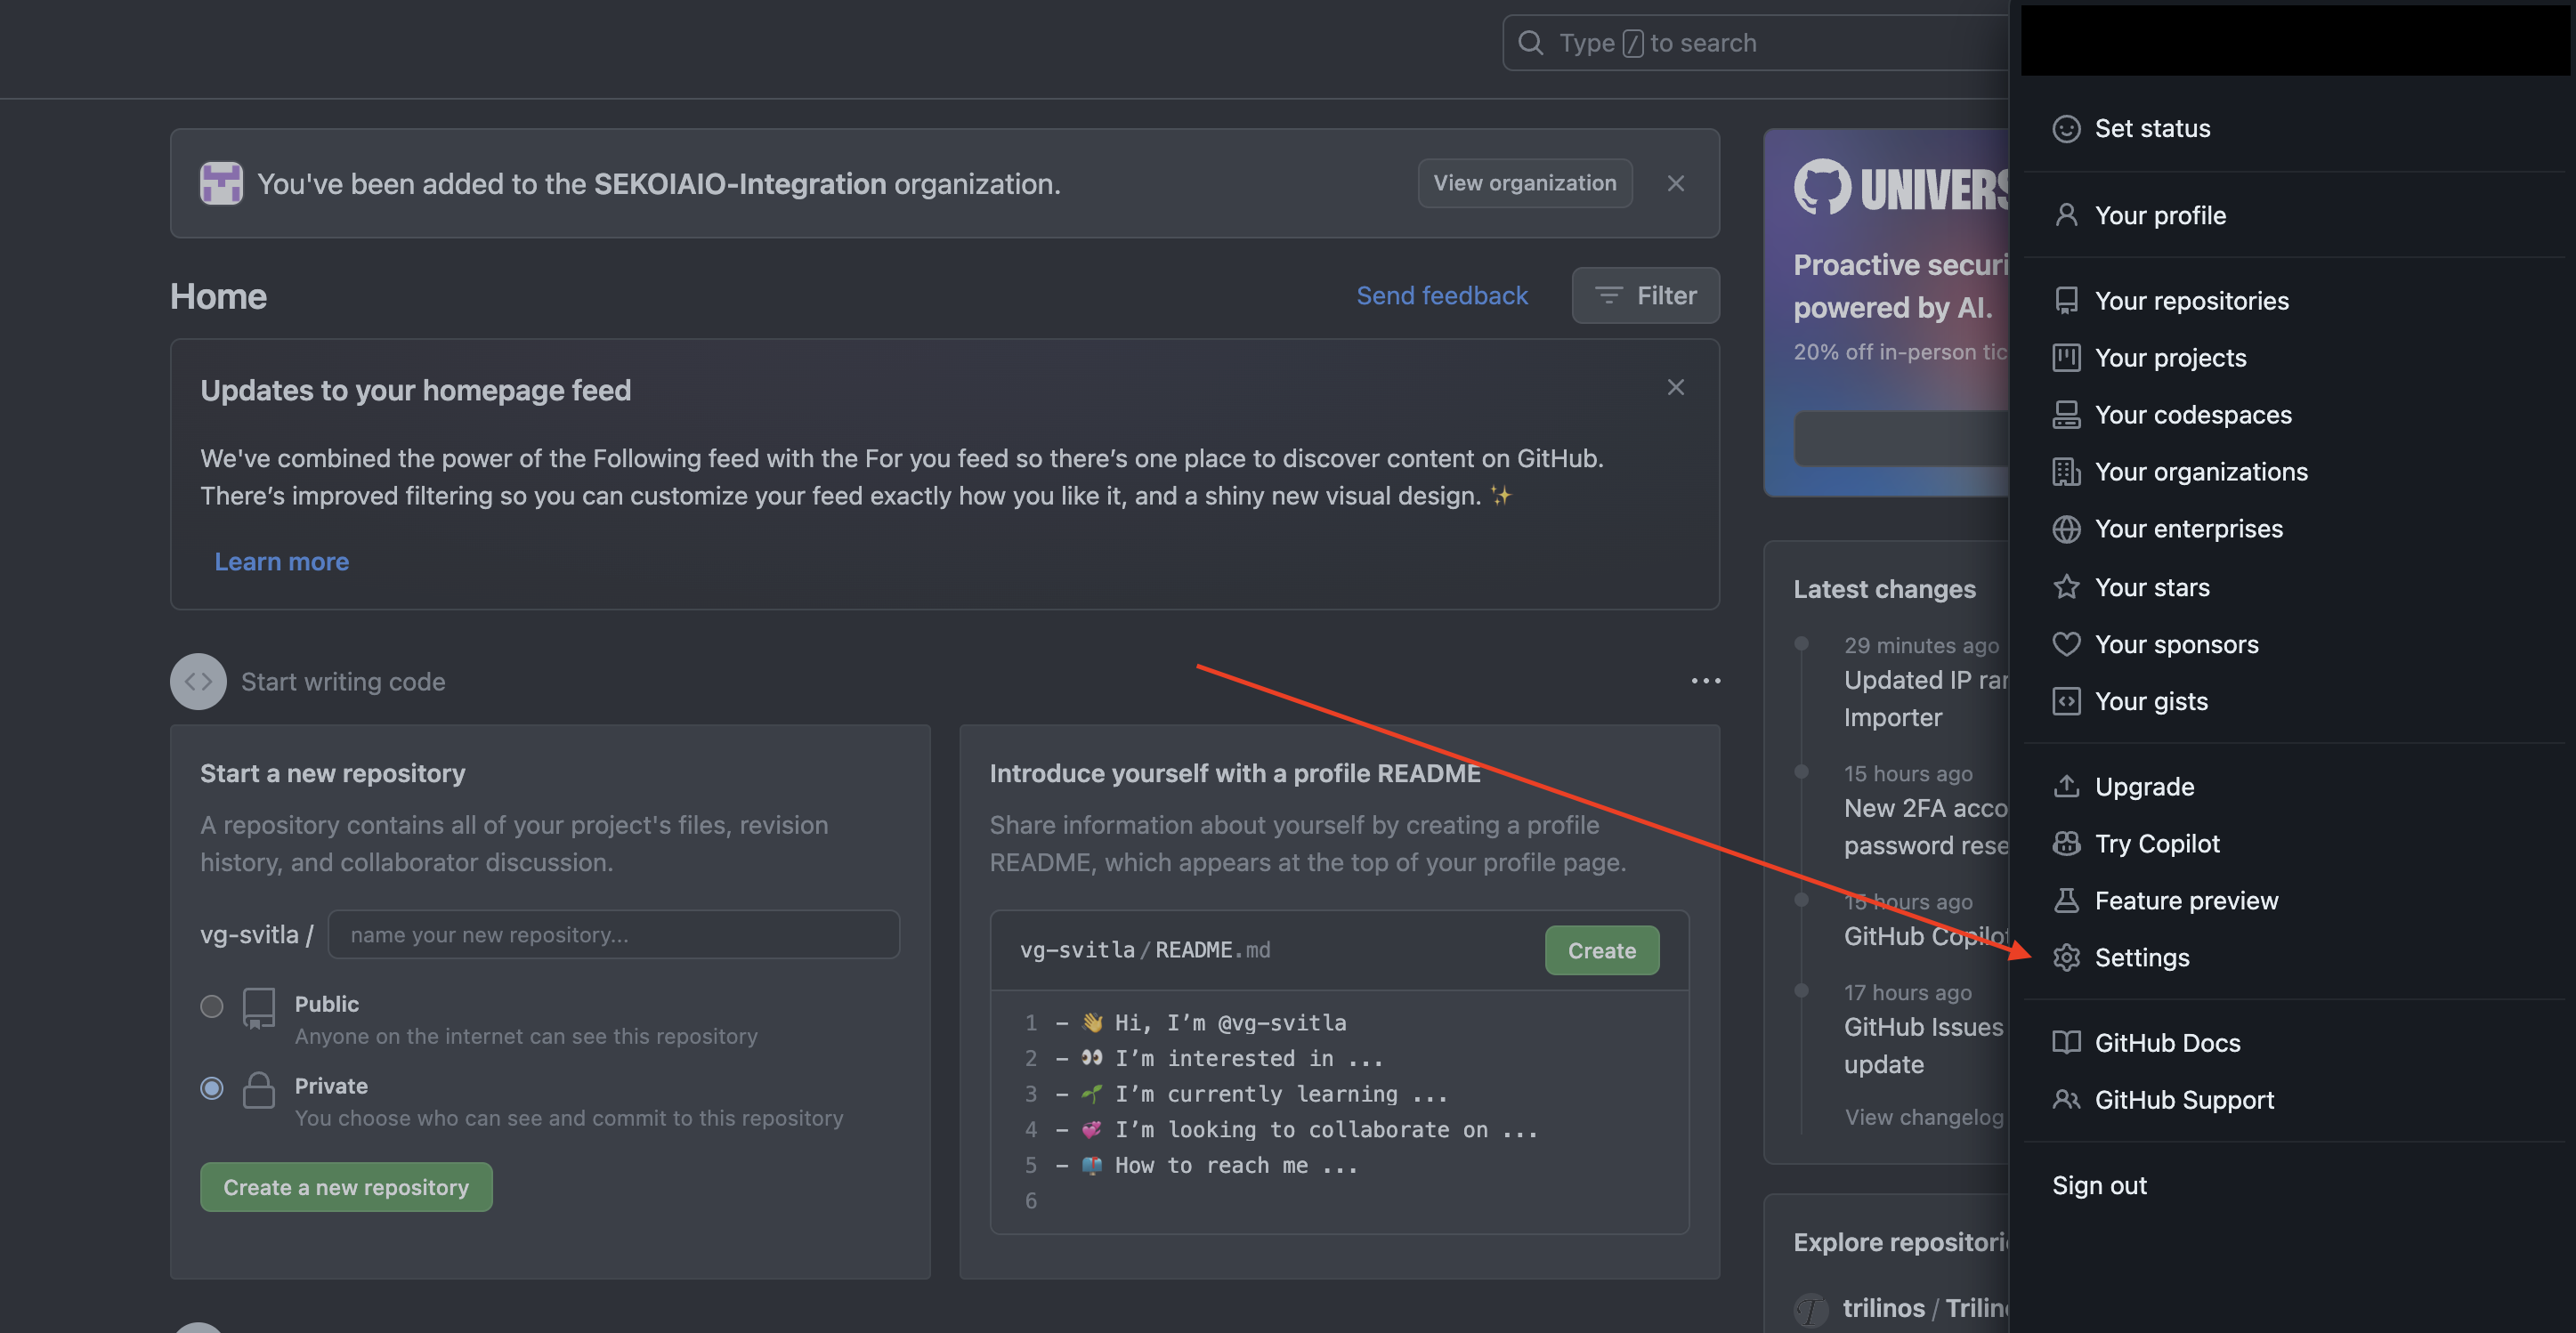 Type / to search
You've been added to the SEKOIAIO-Integration organization.
View organization
Home
Send feedback
Filter
Updates to your homepage feed
We've combined the power of the Following feed with the For you feed so there's one place to discover content on GitHub.
There's improved filtering so you can customize your feed exactly how you like it, and a shiny new visual design. ✨
Learn more
Start writing code
Start a new repository
A repository contains all of your project's files, revision
history, and collaborator discussion.
vg-svitla /
name your new repository...
Public
Anyone on the internet can see this repository
Private
You choose who can see and commit to this repository
Create a new repository
Introduce yourself with a profile README
Share information about yourself by creating a profile
README, which appears at the top of your profile page.
vg-svitla/README.md
Create
1 - 👋 Hi, I’m @vg-svitla
2 - 👀 I’m interested in ...
3 - 🌱 I’m currently learning ...
4 - 💞️ I’m looking to collaborate on ...
5 - 📫 How to reach me ...
6
UNIVERS
Proactive securi
powered by AI.
20% off in-person tic
Latest changes
29 minutes ago
Updated IP ran
Importer
15 hours ago
New 2FA acco
password rese
15 hours ago
GitHub Copilot
17 hours ago
GitHub Issues
update
View changelog
Explore repositori
trilinos / Trilino
Set status
Your profile
Your repositories
Your projects
Your codespaces
Your organizations
Your enterprises
Your stars
Your sponsors
Your gists
Upgrade
Try Copilot
Feature preview
Settings
GitHub Docs
GitHub Support
Sign out